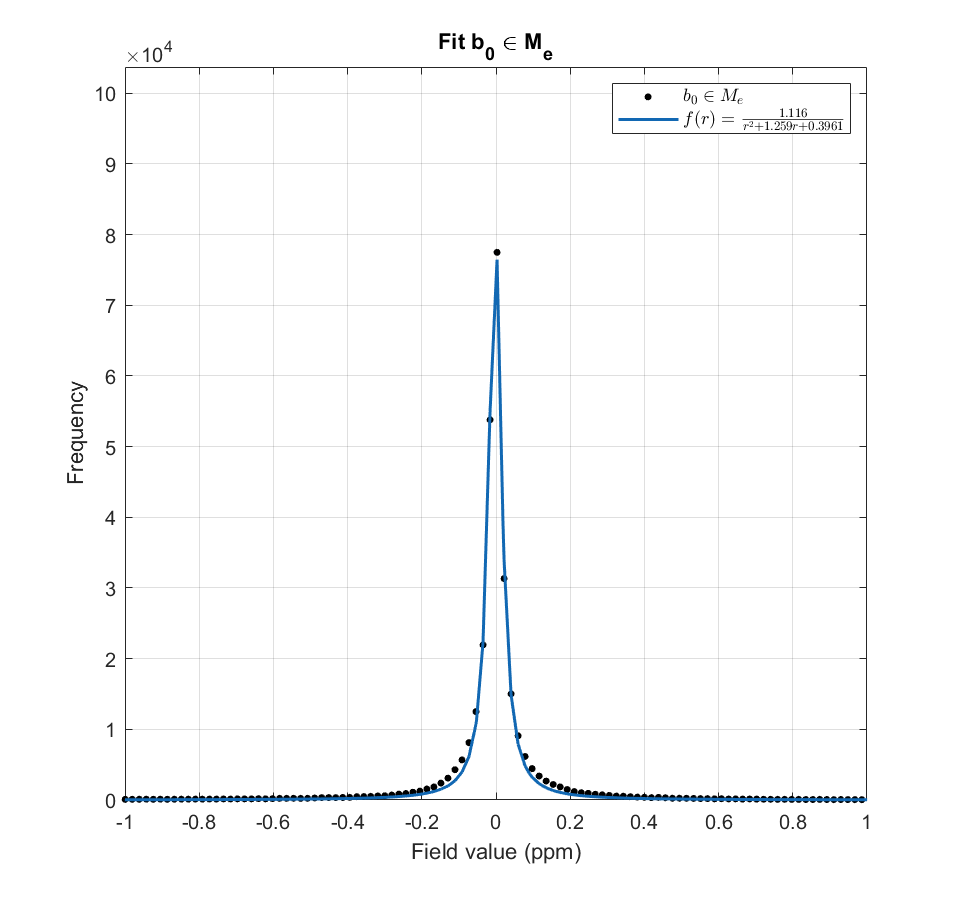 Fit b₀ ∈ Mₑ
×10⁴
b₀ ∈ Mₑ
f(r) = 1.116 / r²+1.259r+0.3961
10
9
8
7
6
5
4
3
2
1
0
Frequency
-1 -0.8 -0.6 -0.4 -0.2 0 0.2 0.4 0.6 0.8 1
Field value (ppm)